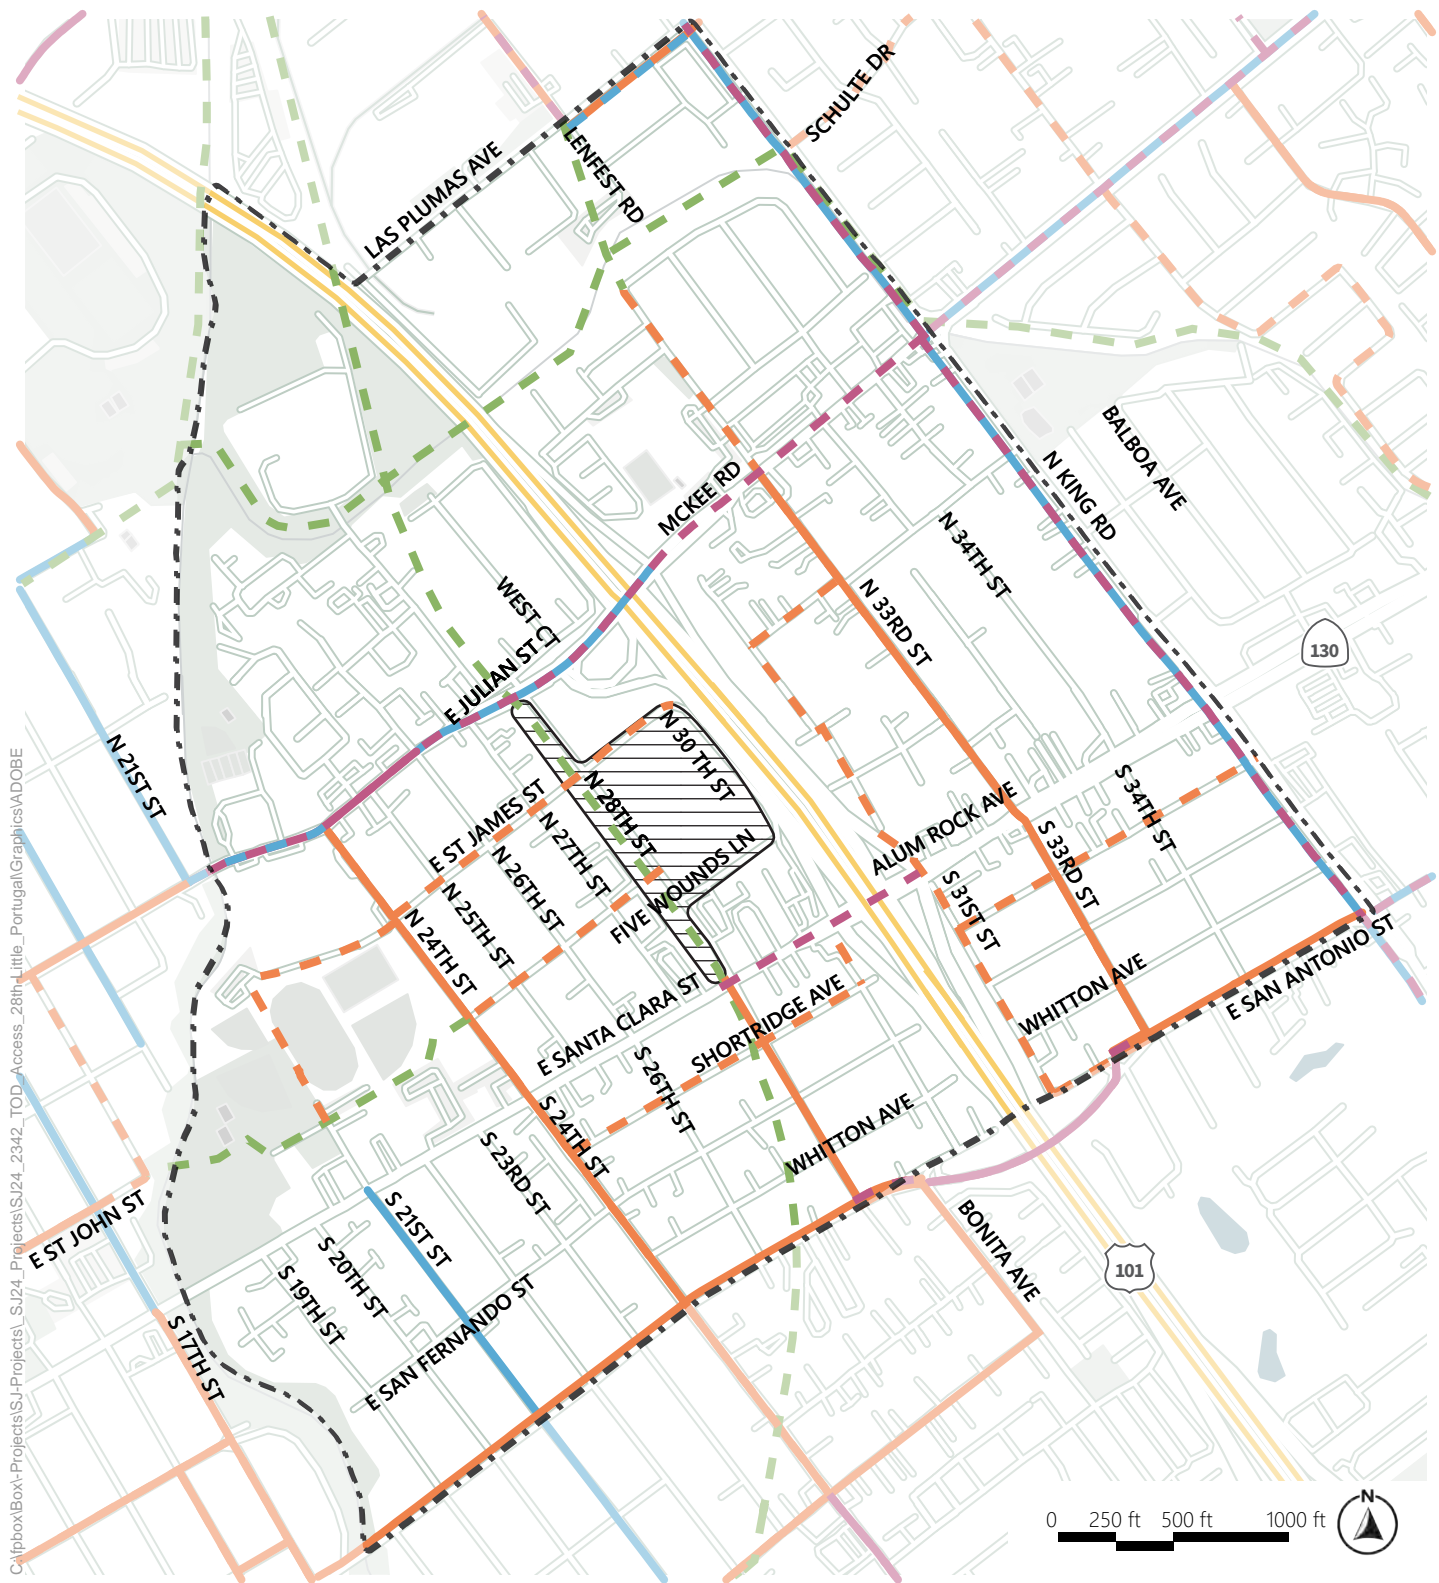 SCHULTE DR
LENFEST RD
LAS PLUMAS AVE
BALBOA AVE
N KING RD
MCKEE RD
N 34TH ST
WEST CT
N 33RD ST
E JULIAN ST
130
N 30 TH ST
N 21ST ST
N 28TH ST
E ST JAMES ST
S 34TH ST
ALUM ROCK AVE
N 27TH ST
S 33RD ST
N 26TH ST
FIVE WOUNDS LN
N 25TH ST
S 31ST ST
N 24TH ST
E SAN ANTONIO ST
WHITTON AVE
E SANTA CLARA ST
SHORTRIDGE AVE
S 26TH ST
S 24TH ST
WHITTON AVE
S 23RD ST
E ST JOHN ST
S 21ST ST
BONITA AVE
S 20TH ST
101
S 19TH ST
E SAN FERNANDO ST
S 17TH ST
C:\fpbox\Box\-Projects\SJ-Projects\_SJ24_Projects\SJ24_2342_TOD_Access_28th-Little_Portugal\Graphics\ADOBE
N
0 250 ft 500 ft 1000 ft